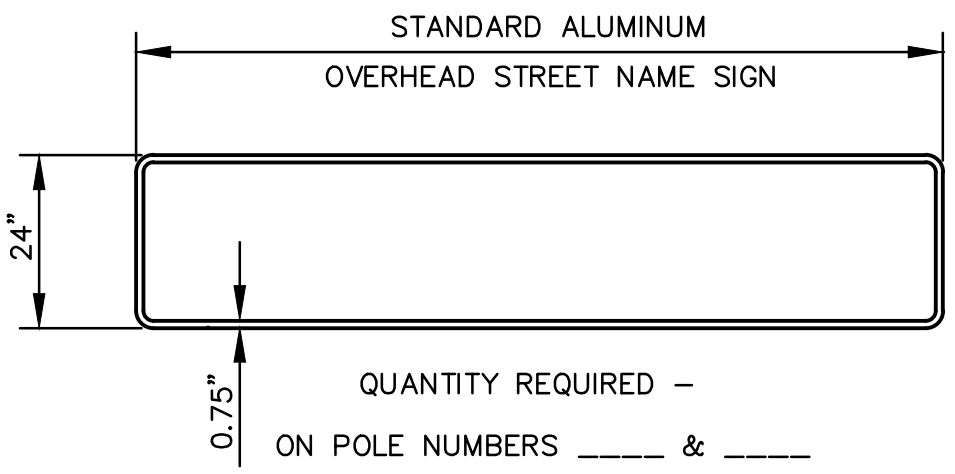 STANDARD ALUMINUM
OVERHEAD STREET NAME SIGN
24"
0.75"
QUANTITY REQUIRED –
ON POLE NUMBERS ____ & ____